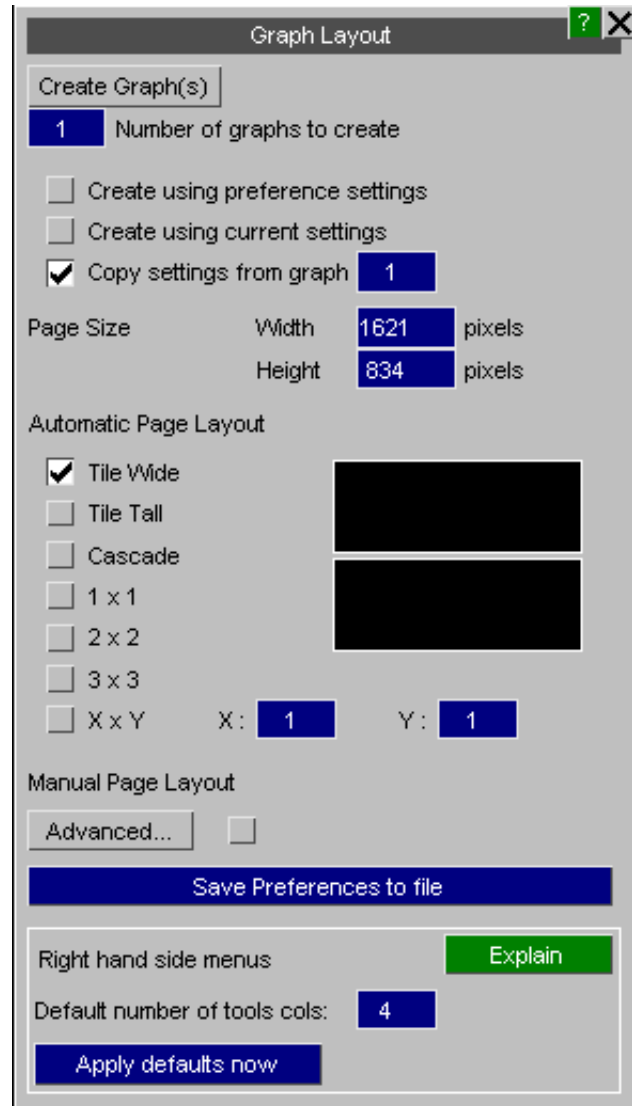 Graph Layout ? X
Create Graph(s)
1 Number of graphs to create
Create using preference settings
Create using current settings
Copy settings from graph 1
Page Size Width 1621 pixels
Height 834 pixels
Automatic Page Layout
Tile Wide
Tile Tall
Cascade
1 x 1
2 x 2
3 x 3
X x Y X : 1 Y : 1
Manual Page Layout
Advanced...
Save Preferences to file
Right hand side menus Explain
Default number of tools cols: 4
Apply defaults now